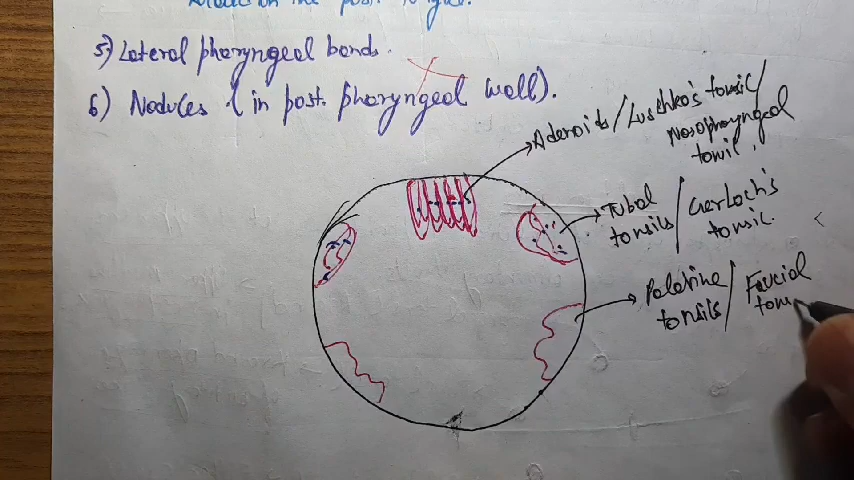 5) Lateral pharyngeal bands.
6) Nodules (in post. pharyngeal wall).
Adenoids/Luschka's tonsil/
Nasopharyngeal
tonsil.
Tubal
tonsils/
Gerlach's
tonsil.
Palatine
tonsils/
Faucial
tons